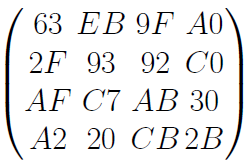 63 EB 9F A0
2F 93 92 C0
AF C7 AB 30
A2 20 CB 2B